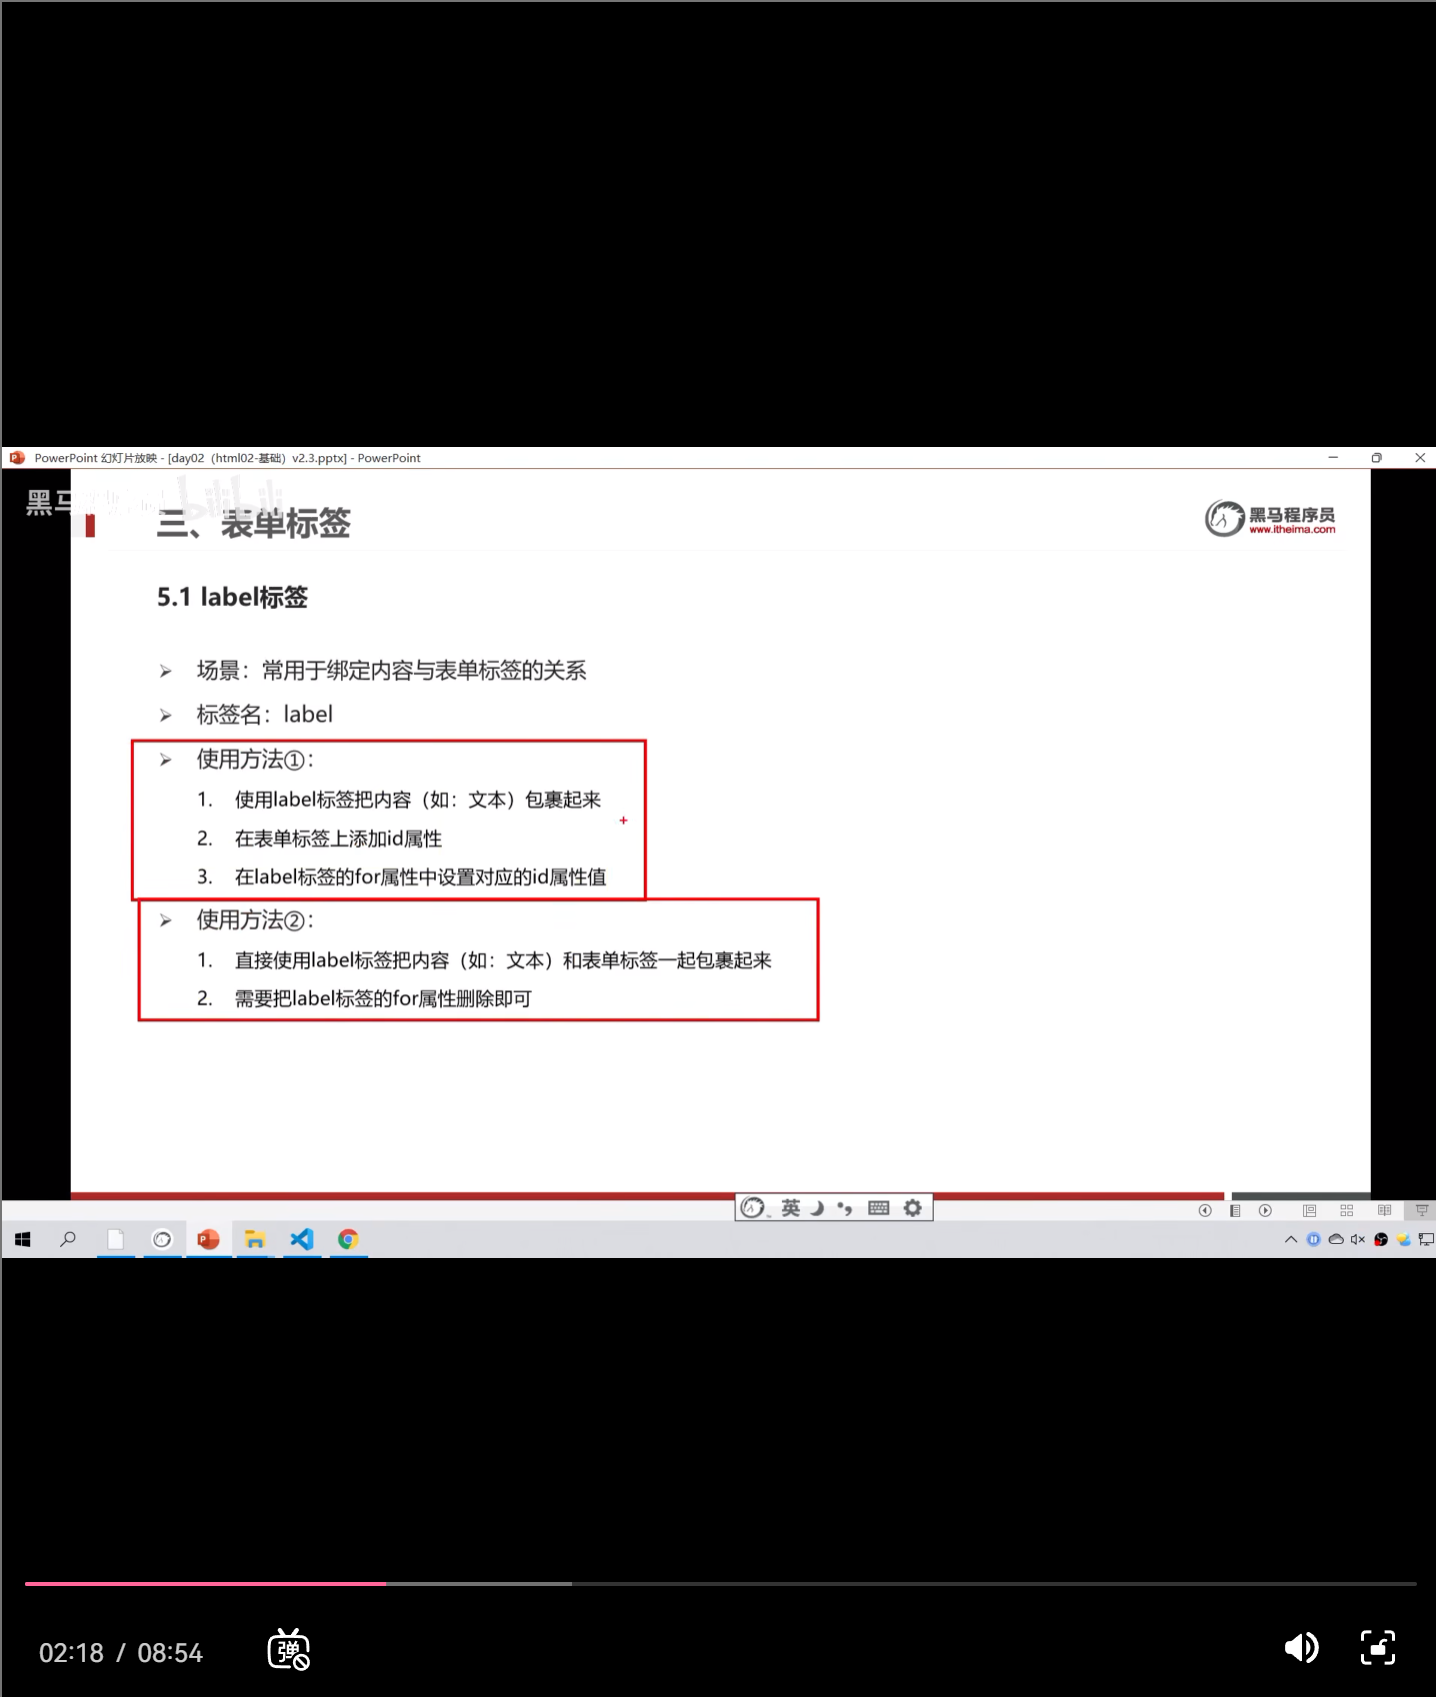 PowerPoint 幻灯片放映 - [day02（html02-基础）v2.3.pptx] - PowerPoint
黑马
bilibili
三、表单标签
黑马程序员
www.itheima.com
5.1 label标签
场景：常用于绑定内容与表单标签的关系
标签名：label
使用方法①：
1. 使用label标签把内容（如：文本）包裹起来
2. 在表单标签上添加id属性
3. 在label标签的for属性中设置对应的id属性值
使用方法②：
1. 直接使用label标签把内容（如：文本）和表单标签一起包裹起来
2. 需要把label标签的for属性删除即可
英
02:18 / 08:54
弹